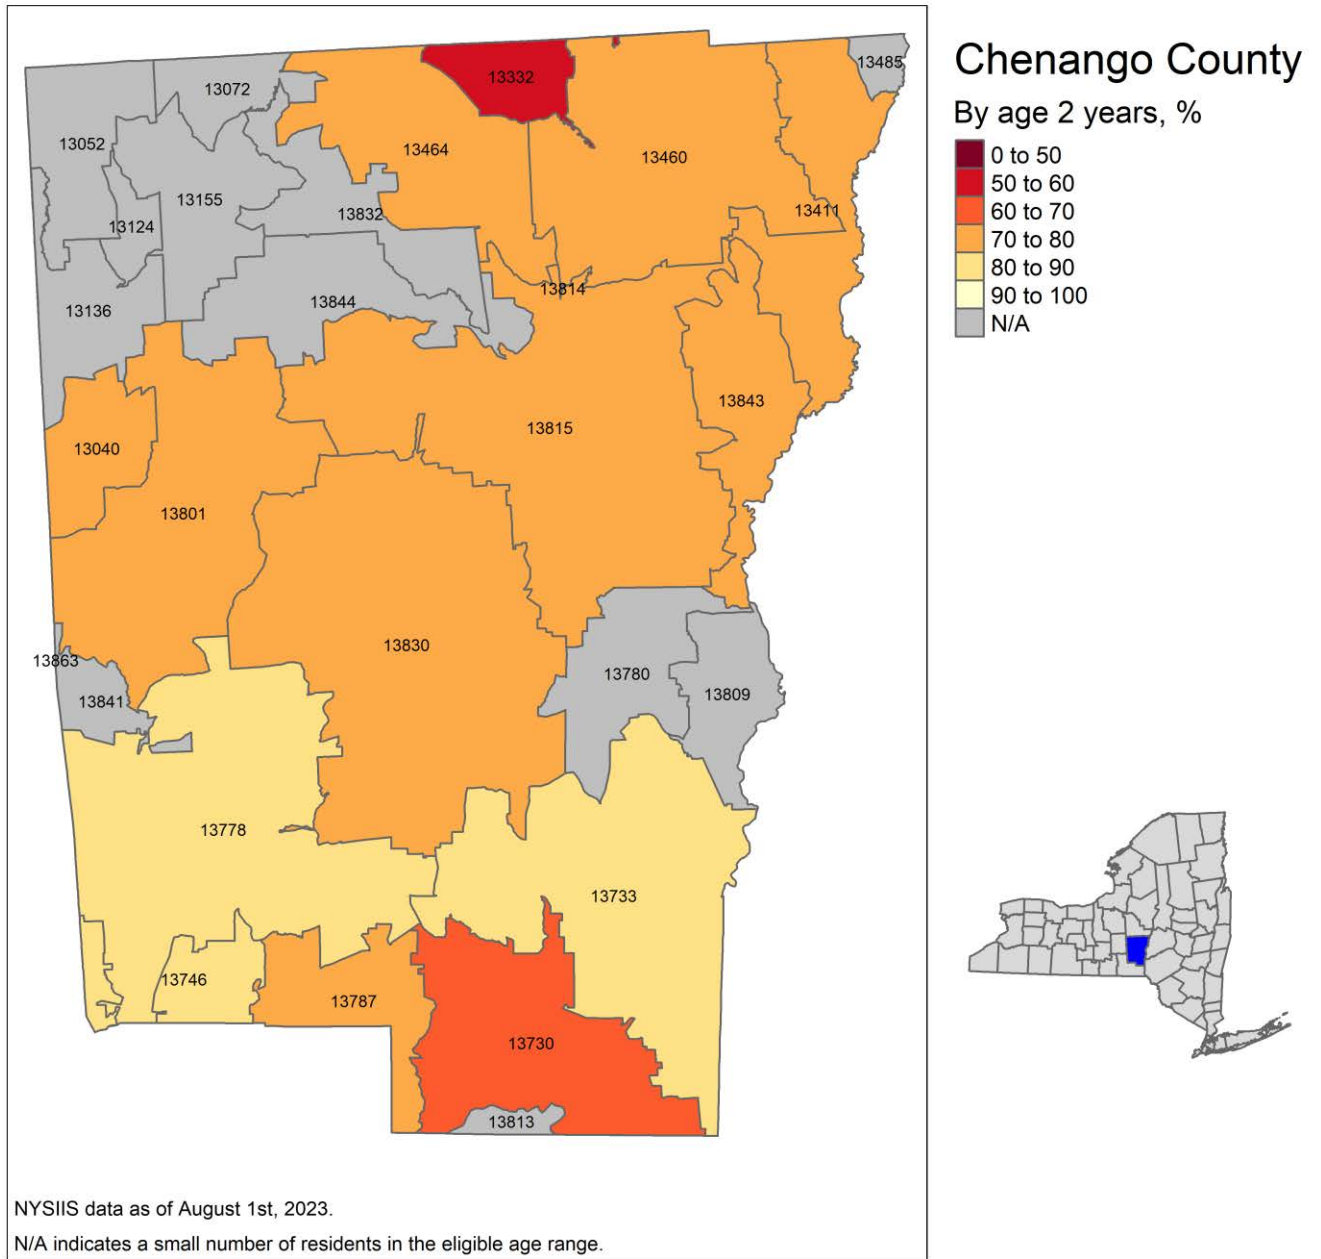 Chenango County
By age 2 years, %
0 to 50
50 to 60
60 to 70
70 to 80
80 to 90
90 to 100
N/A
13332
13485
13072
13052
13464
13460
13155
13411
13832
13124
13814
13844
13136
13843
13815
13040
13801
13830
13863
13780
13809
13841
13778
13733
13746
13787
13730
13813
NYSIIS data as of August 1st, 2023.
N/A indicates a small number of residents in the eligible age range.